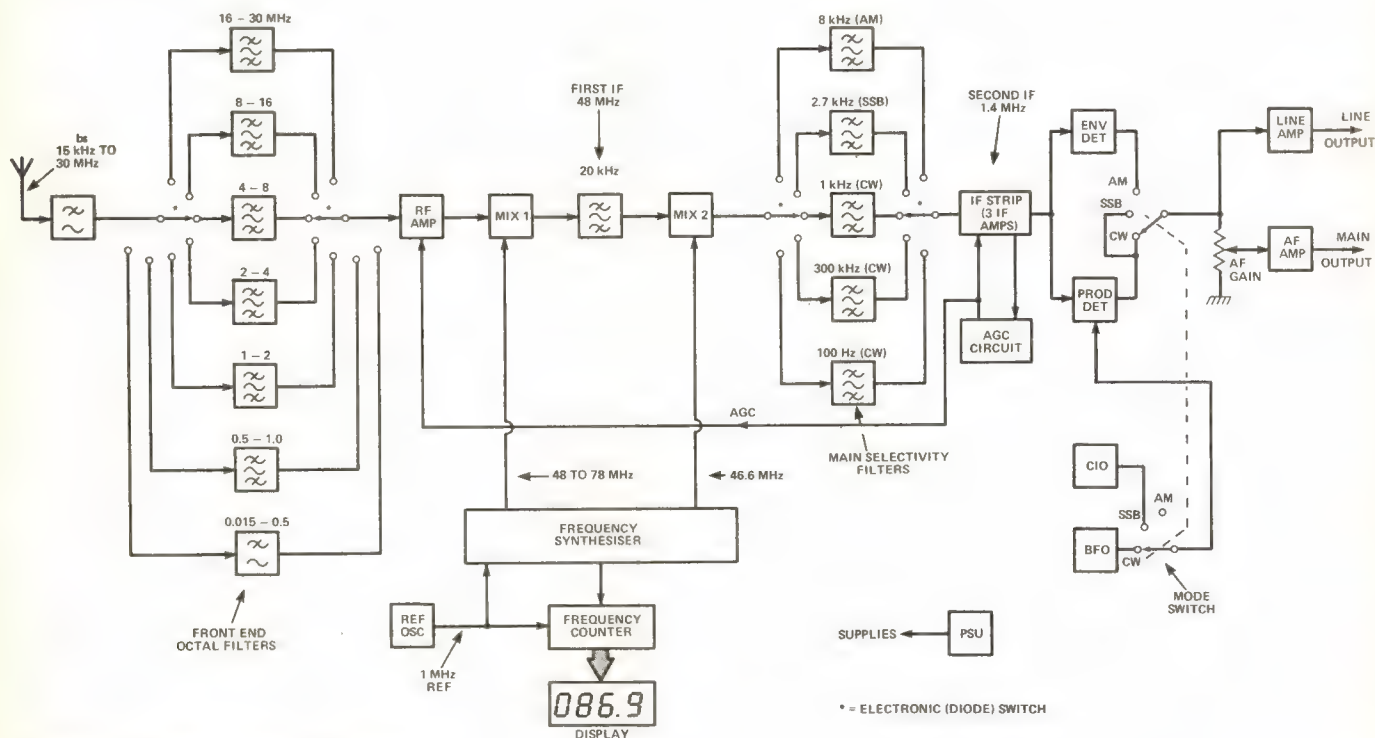 16 – 30 MHz
8 – 16
4 – 8
2 – 4
1 – 2
0.5 – 1.0
0.015 – 0.5
bs
15 kHz TO
30 MHz
*
*
FRONT END
OCTAL FILTERS
RF
AMP
MIX 1
FIRST IF
48 MHz
20 kHz
MIX 2
8 kHz (AM)
2.7 kHz (SSB)
1 kHz (CW)
300 kHz (CW)
100 Hz (CW)
*
*
MAIN SELECTIVITY
FILTERS
SECOND IF
1.4 MHz
IF STRIP
(3 IF
AMPS)
AGC
CIRCUIT
AGC
48 TO 78 MHz
46.6 MHz
FREQUENCY
SYNTHESISER
REF
OSC
1 MHz
REF
FREQUENCY
COUNTER
086.9
DISPLAY
ENV
DET
PROD
DET
AM
SSB
CW
LINE
AMP
LINE
OUTPUT
AF
GAIN
AF
AMP
MAIN
OUTPUT
CIO
BFO
AM
SSB
CW
MODE
SWITCH
SUPPLIES
PSU
* = ELECTRONIC (DIODE) SWITCH